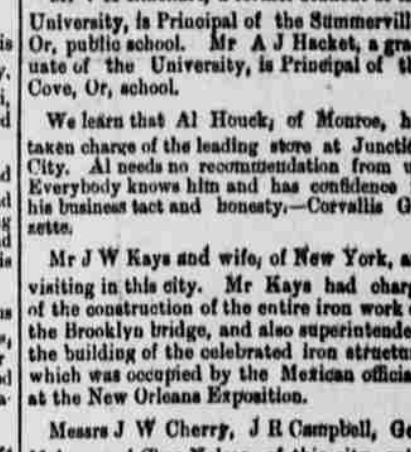 University, is Principal of the Summervill
Or, public school. Mr A J Hacket, a gra
uate of the University, is Principal of th
Cove, Or, school.
We learn that Al Houck, of Monroe, h
taken charge of the leading store at Juncti
City. Al needs no recommendation from u
Everybody knows him and has confidence
his business tact and honesty.—Corvallis G
zette.
Mr J W Kays and wife, of New York, a
visiting in this city. Mr Kays had charg
of the construction of the entire iron work
the Brooklyn bridge, and also superintende
the building of the celebrated iron structu
which was occupied by the Mexican officia
at the New Orleans Exposition.
Messrs J W Cherry, J R Campbell, Ge